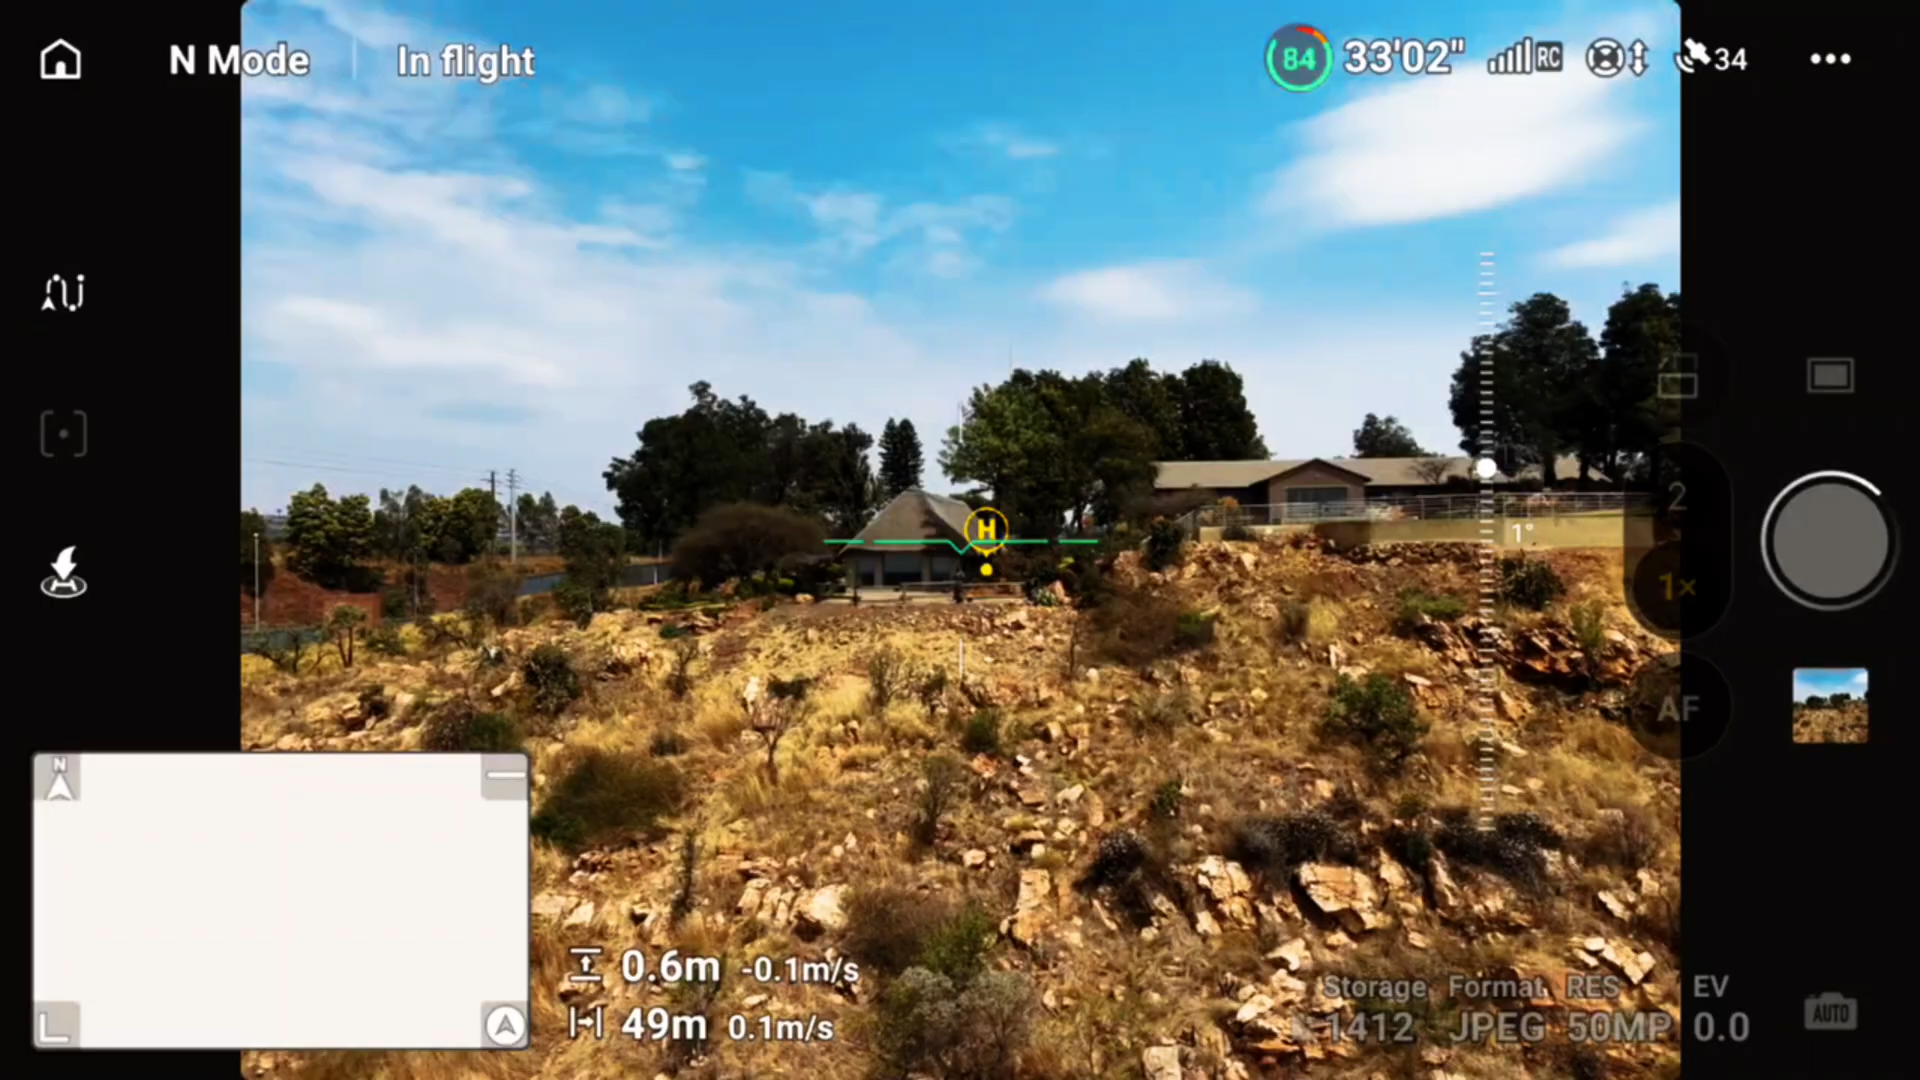 N Mode
In flight
84
33'02"
RC
34
H
1°
2
1×
AF
N
0.6m -0.1m/s
49m 0.1m/s
Storage Format RES EV
1412 JPEG 50MP 0.0
AUTO